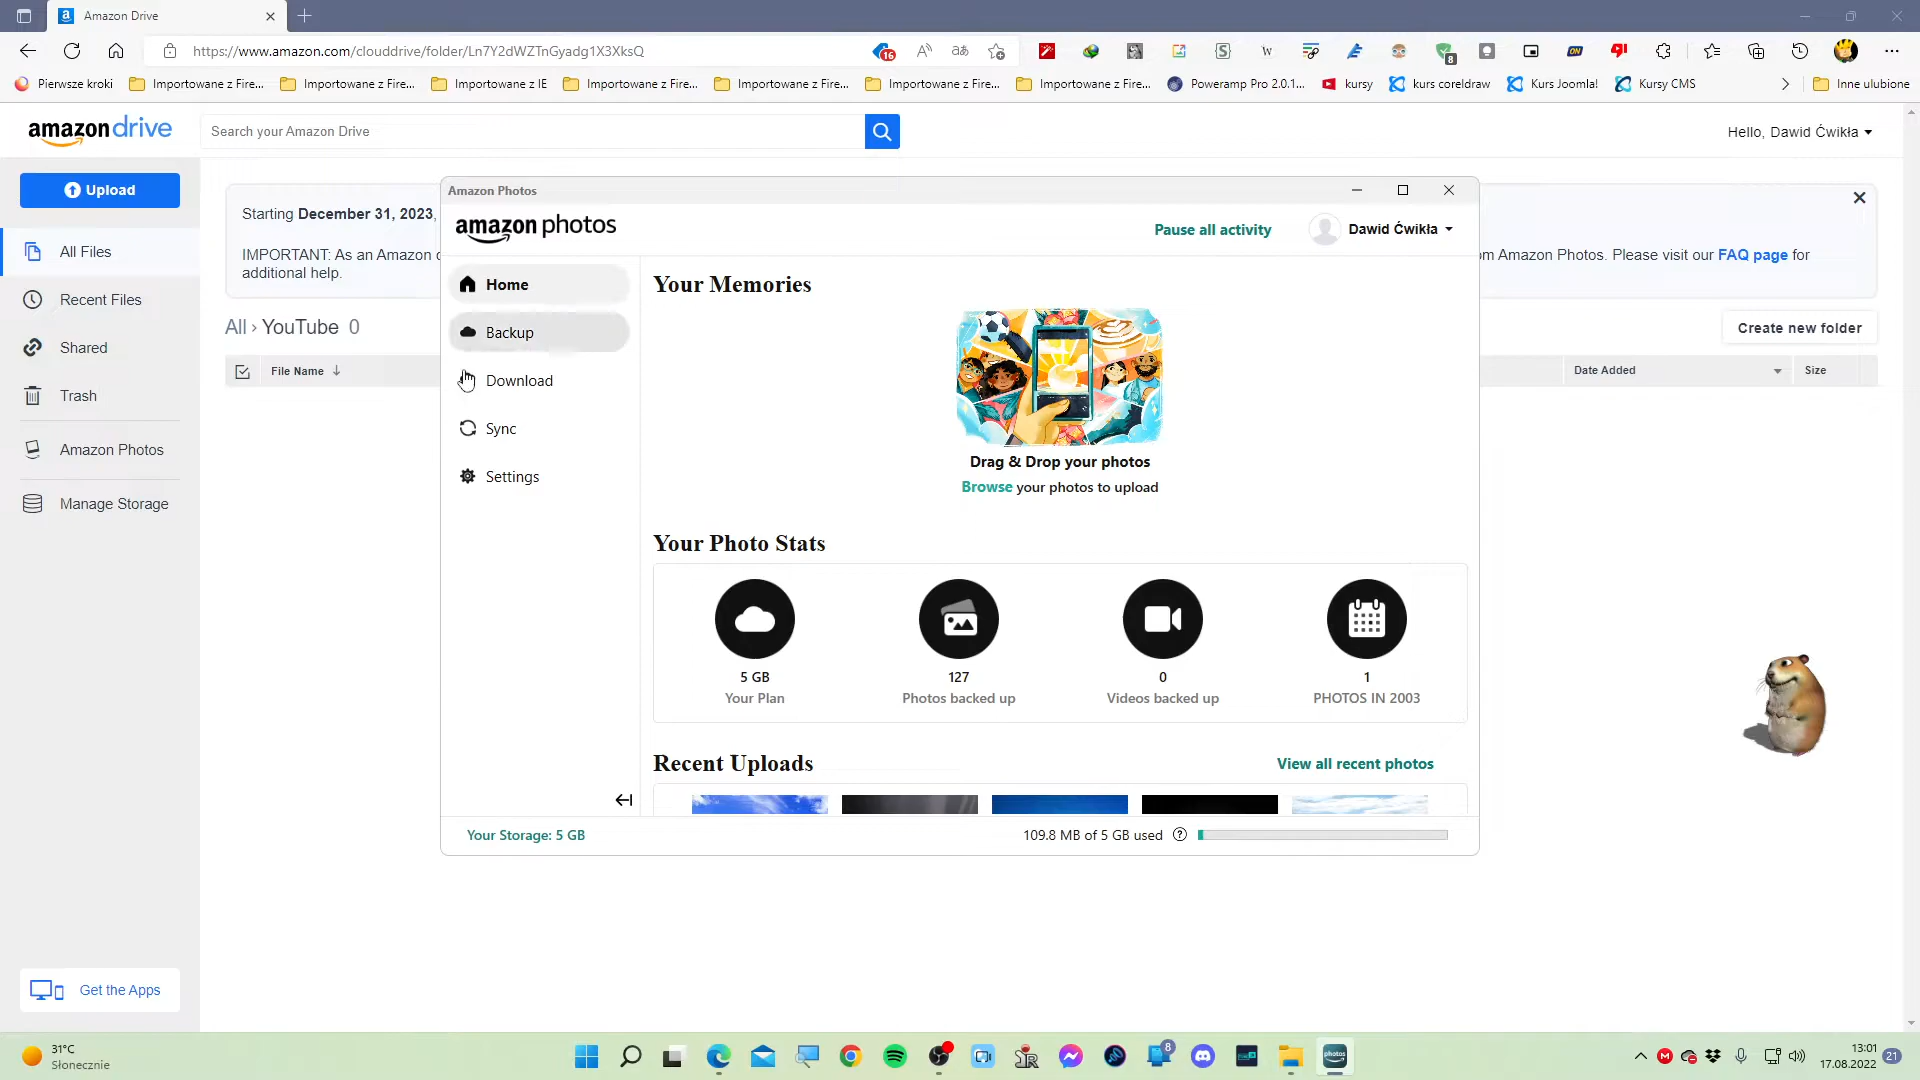 Amazon Drive
https://www.amazon.com/clouddrive/folder/Ln7Y2dWZTnGyadg1X3XksQ
16
8
Pierwsze kroki
Importowane z Fire...
Importowane z Fire...
Importowane z IE
Importowane z Fire...
Importowane z Fire...
Importowane z Fire...
Importowane z Fire...
Poweramp Pro 2.0.1...
kursy
kurs coreldraw
Kurs Joomla!
Kursy CMS
Inne ulubione
amazon drive
Search your Amazon Drive
Hello, Dawid Ćwikła
Upload
All Files
Recent Files
Shared
Trash
Amazon Photos
Manage Storage
Get the Apps
Starting December 31, 2023,
IMPORTANT: As an Amazon
m Amazon Photos. Please visit our FAQ page for
additional help.
All › YouTube 0
Create new folder
File Name
Date Added
Size
Amazon Photos
amazon photos
Pause all activity
Dawid Ćwikła
Home
Backup
Download
Sync
Settings
Your Memories
Drag & Drop your photos
Browse your photos to upload
Your Photo Stats
5 GB
Your Plan
127
Photos backed up
0
Videos backed up
1
PHOTOS IN 2003
Recent Uploads
View all recent photos
Your Storage: 5 GB
109.8 MB of 5 GB used
31°C
Słonecznie
8
photos
13:01
17.08.2022
21